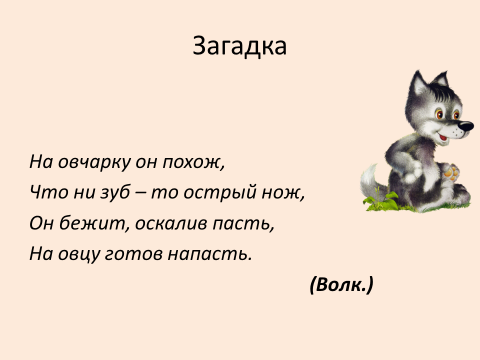 Загадка
На овчарку он похож,
Что ни зуб – то острый нож,
Он бежит, оскалив пасть,
На овцу готов напасть.
(Волк.)